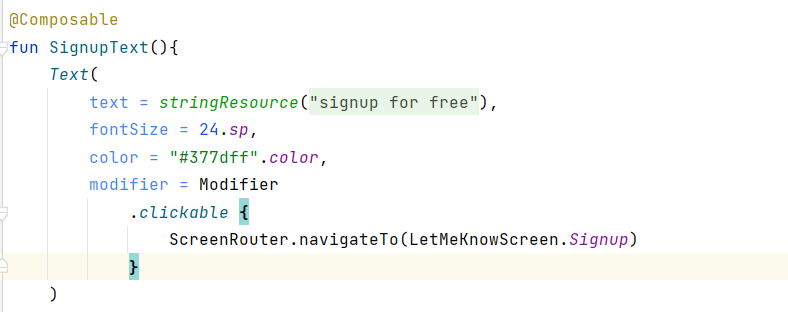 @Composable
fun SignupText(){
    Text(
        text = stringResource("signup for free"),
        fontSize = 24.sp,
        color = "#377dff".color,
        modifier = Modifier
            .clickable {
                ScreenRouter.navigateTo(LetMeKnowScreen.Signup)
            }
    )